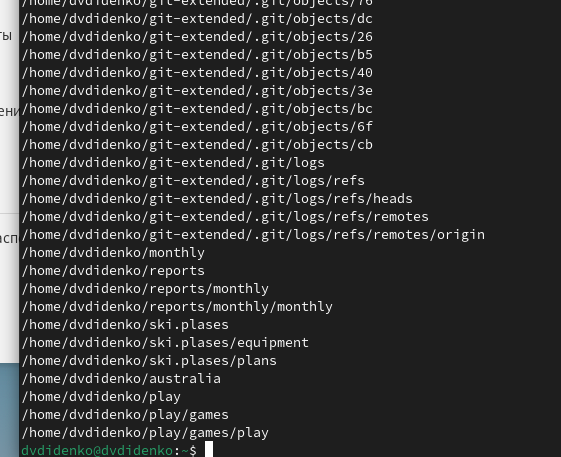 /home/dvdidenko/git-extended/.git/objects/76
/home/dvdidenko/git-extended/.git/objects/dc
ты
/home/dvdidenko/git-extended/.git/objects/26
/home/dvdidenko/git-extended/.git/objects/b5
/home/dvdidenko/git-extended/.git/objects/40
/home/dvdidenko/git-extended/.git/objects/3e
ени
/home/dvdidenko/git-extended/.git/objects/bc
/home/dvdidenko/git-extended/.git/objects/6f
/home/dvdidenko/git-extended/.git/objects/cb
/home/dvdidenko/git-extended/.git/logs
/home/dvdidenko/git-extended/.git/logs/refs
/home/dvdidenko/git-extended/.git/logs/refs/heads
/home/dvdidenko/git-extended/.git/logs/refs/remotes
/home/dvdidenko/git-extended/.git/logs/refs/remotes/origin
асп
/home/dvdidenko/monthly
/home/dvdidenko/reports
/home/dvdidenko/reports/monthly
/home/dvdidenko/reports/monthly/monthly
/home/dvdidenko/ski.plases
/home/dvdidenko/ski.plases/equipment
/home/dvdidenko/ski.plases/plans
/home/dvdidenko/australia
/home/dvdidenko/play
/home/dvdidenko/play/games
/home/dvdidenko/play/games/play
dvdidenko@dvdidenko:~$